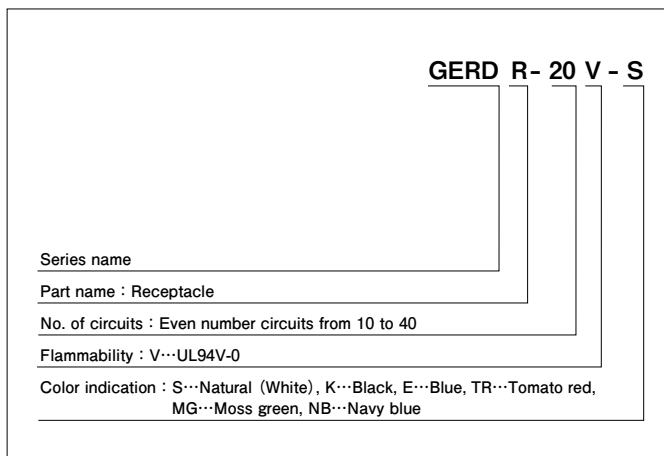 GERD R - 20 V - S
Series name
Part name : Receptacle
No. of circuits : Even number circuits from 10 to 40
Flammability : V…UL94V-0
Color indication : S…Natural (White), K…Black, E…Blue, TR…Tomato red,
MG…Moss green, NB…Navy blue